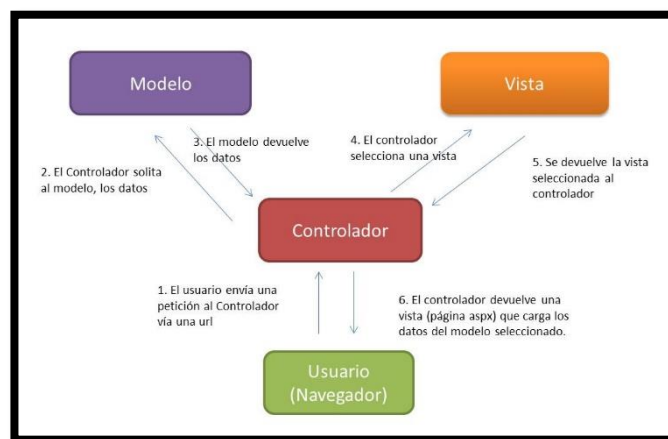 Modelo
Vista
3. El modelo devuelve
los datos
4. El controlador
selecciona una vista
2. El Controlador solita
al modelo, los datos
5. Se devuelve la vista
seleccionada al
controlador
Controlador
1. El usuario envía una
petición al Controlador
vía una url
6. El controlador devuelve una
vista (página aspx) que carga los
datos del modelo seleccionado.
Usuario
(Navegador)